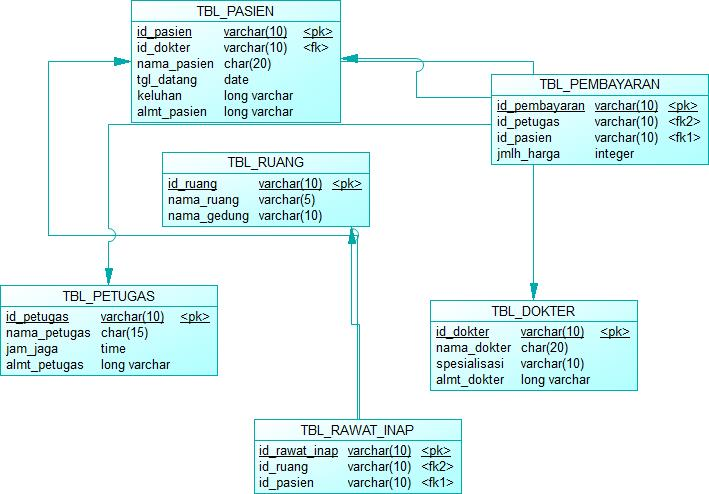 TBL_PASIEN
id_pasien varchar(10) <pk>
id_dokter varchar(10) <fk>
nama_pasien char(20)
tgl_datang date
keluhan long varchar
almt_pasien long varchar
TBL_PEMBAYARAN
id_pembayaran varchar(10) <pk>
id_petugas varchar(10) <fk2>
id_pasien varchar(10) <fk1>
jmlh_harga integer
TBL_RUANG
id_ruang varchar(10) <pk>
nama_ruang varchar(5)
nama_gedung varchar(10)
TBL_PETUGAS
id_petugas varchar(10) <pk>
nama_petugas char(15)
jam_jaga time
almt_petugas long varchar
TBL_DOKTER
id_dokter varchar(10) <pk>
nama_dokter char(20)
spesialisasi varchar(10)
almt_dokter long varchar
TBL_RAWAT_INAP
id_rawat_inap varchar(10) <pk>
id_ruang varchar(10) <fk2>
id_pasien varchar(10) <fk1>